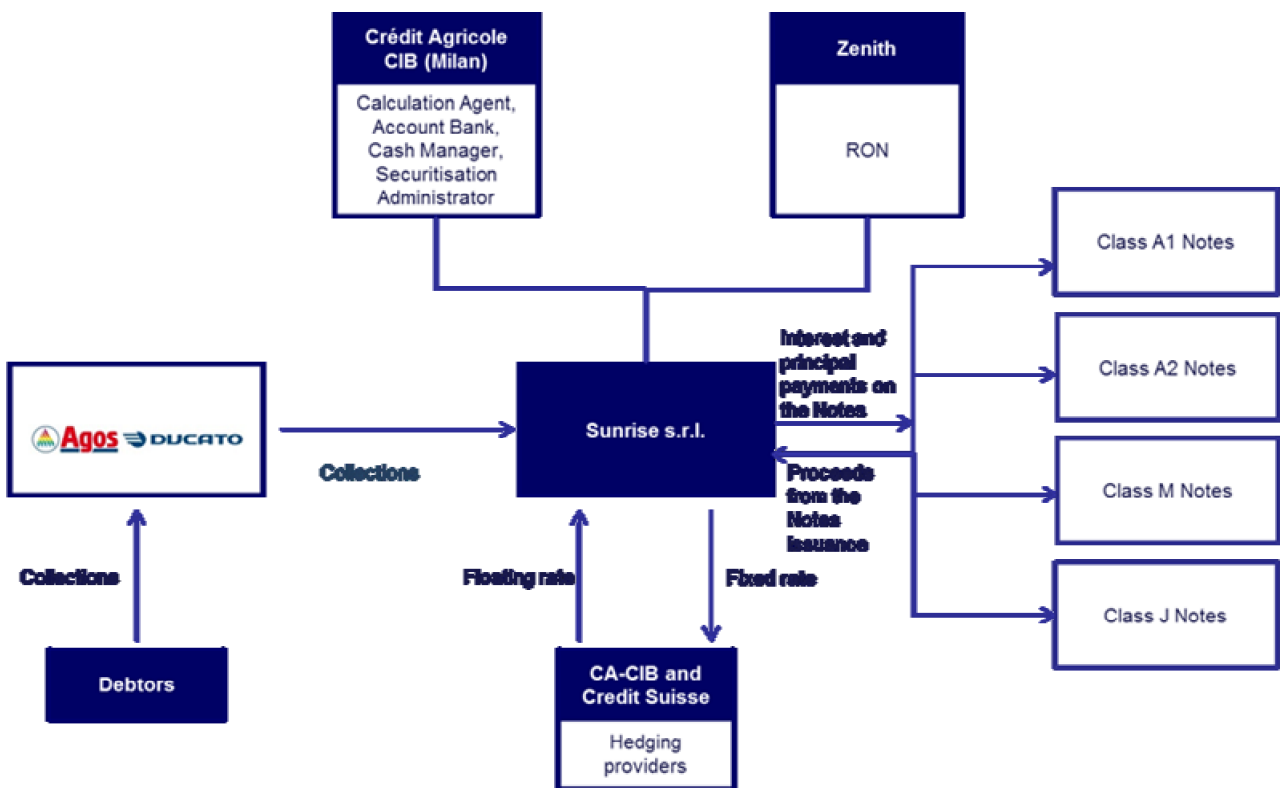 Crédit Agricole
CIB (Milan)
Calculation Agent,
Account Bank,
Cash Manager,
Securitisation
Administrator
Zenith
RON
Class A1 Notes
Class A2 Notes
Class M Notes
Class J Notes
Interest and
principal
payments on
the Notes
Sunrise s.r.l.
Proceeds
from the
Notes
Issuance
Agos DUCATO
Collections
Collections
Debtors
Floating rate
Fixed rate
CA-CIB and
Credit Suisse
Hedging
providers